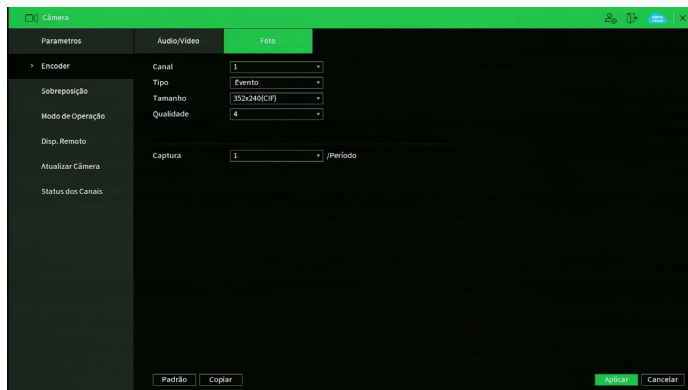 Câmera
Parametros
Áudio/Vídeo
Foto
Encoder
Canal
1
Tipo
Evento
Sobreposição
Tamanho
352x240(CIF)
Modo de Operação
Qualidade
4
Disp. Remoto
Captura
1
/Período
Atualizar Câmera
Status dos Canais
Padrão
Copiar
Aplicar
Cancelar